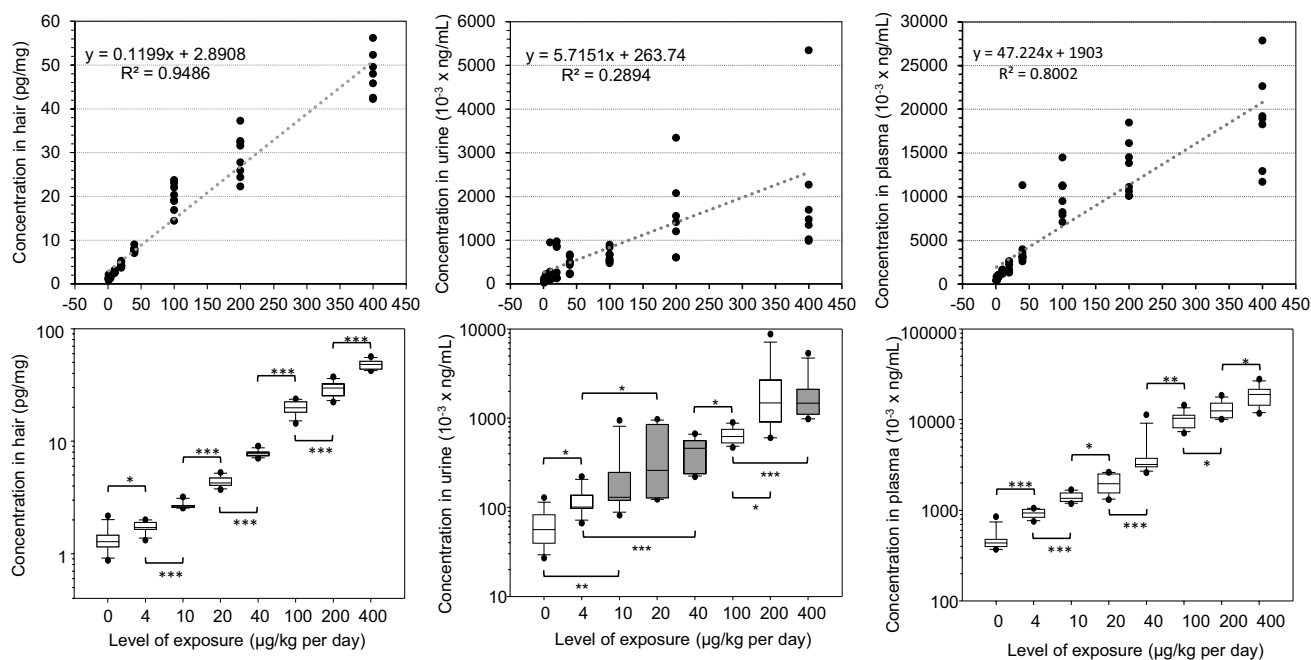 Concentration in hair (pg/mg)
60
50
40
30
20
10
0
y = 0.1199x + 2.8908
R² = 0.9486
-50 0 50 100 150 200 250 300 350 400 450
Concentration in urine (10⁻³ x ng/mL)
6000
5000
4000
3000
2000
1000
0
y = 5.7151x + 263.74
R² = 0.2894
-50 0 50 100 150 200 250 300 350 400 450
Concentration in plasma (10⁻³ x ng/mL)
30000
25000
20000
15000
10000
5000
0
y = 47.224x + 1903
R² = 0.8002
-50 0 50 100 150 200 250 300 350 400 450
Concentration in hair (pg/mg)
100
10
1
***
***
***
*
***
***
***
0 4 10 20 40 100 200 400
Level of exposure (µg/kg per day)
Concentration in urine (10⁻³ x ng/mL)
10000
1000
100
10
*
*
*
***
*
***
**
0 4 10 20 40 100 200 400
Level of exposure (µg/kg per day)
Concentration in plasma (10⁻³ x ng/mL)
100000
10000
1000
100
*
**
*
*
***
***
***
0 4 10 20 40 100 200 400
Level of exposure (µg/kg per day)